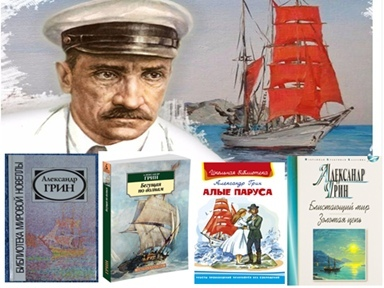 БИБЛИОТЕКА МИРОВОЙ НОВЕЛЛЫ
Александр
ГРИН
ГРИН
Бегущая
по волнам
Школьная библиотека
Александр Грин
АЛЫЕ ПАРУСА
Александр
Грин
Блистающий мир
Золотая цепь